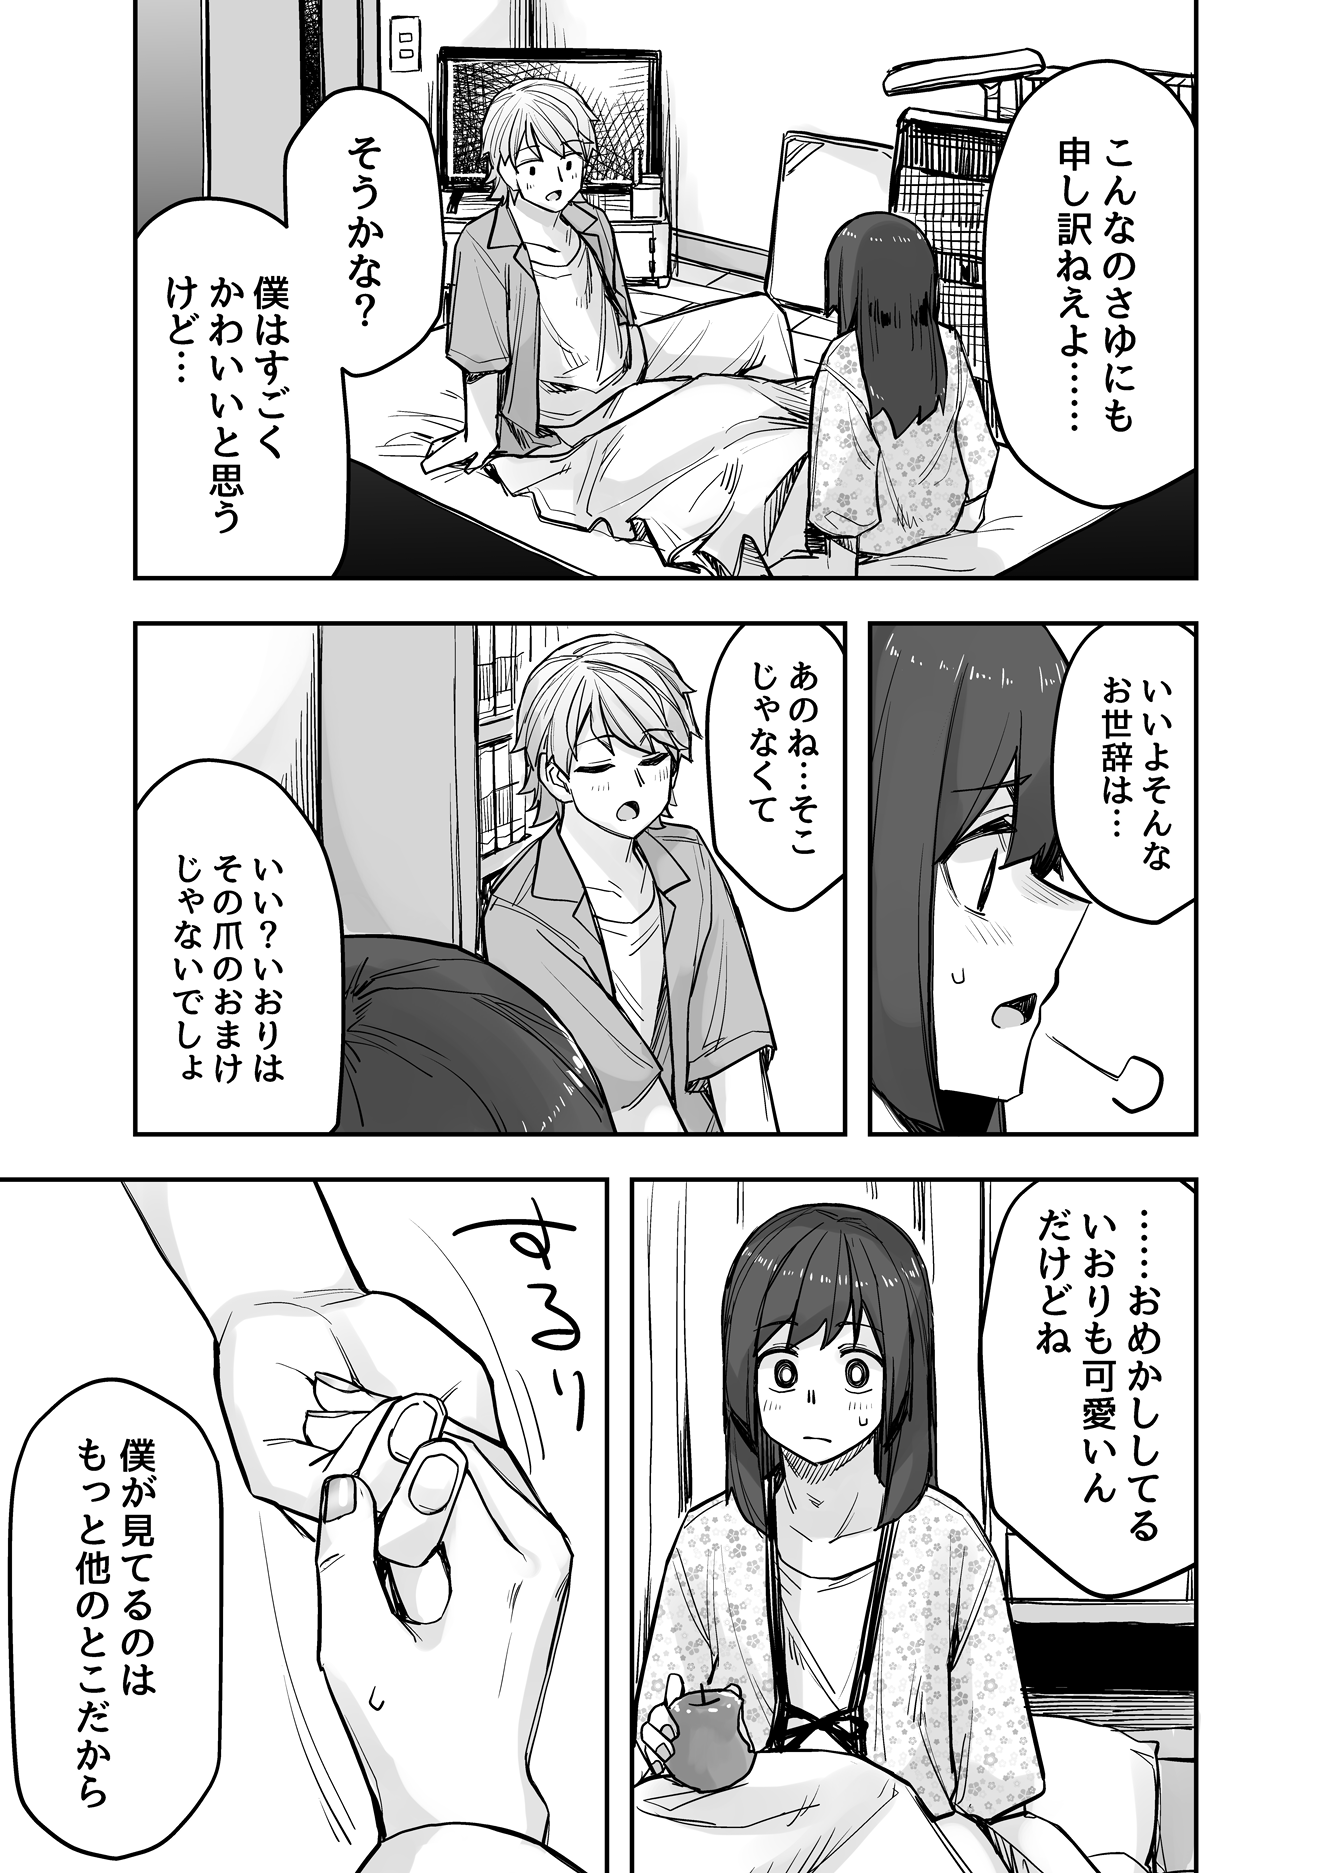 こんなのさゆにも
申し訳ねえよ……
そうかな？
僕はすごく
かわいいと思う
けど…
いいよそんな
お世辞は…
あのね…そこ
じゃなくて
いい？いおりは
その爪のおまけ
じゃないでしょ
……おめかししてる
いおりも可愛いん
だけどね
するり
僕が見てるのは
もっと他のとこだから